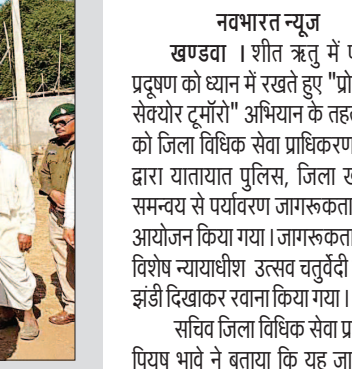 नवभारत न्यूज
खण्डवा । शीत ऋतु में
प्रदूषण को ध्यान में रखते हुए "प्रो
सेक्योर टूमॉरो" अभियान के तह
को जिला विधिक सेवा प्राधिकरण
द्वारा यातायात पुलिस, जिला ख
समन्वय से पर्यावरण जागरूकता
आयोजन किया गया । जागरूकता
विशेष न्यायाधीश उत्सव चतुर्वेदी
झंडी दिखाकर रवाना किया गया ।
सचिव जिला विधिक सेवा प्रा
पियुष भावे ने बताया कि यह जा